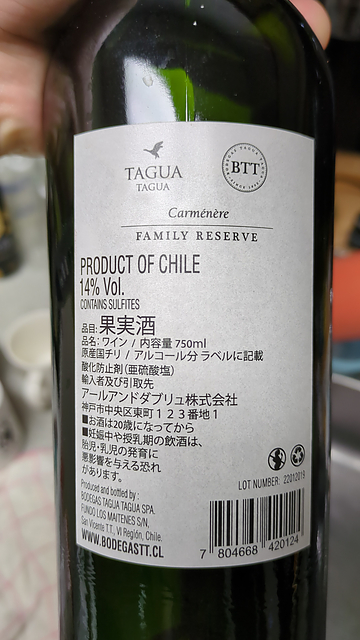 TAGUA
TAGUA
BODEGAS TAGUA TAGUA
BTT
Carménère
FAMILY RESERVE
PRODUCT OF CHILE
14% Vol.
CONTAINS SULFITES
品目: 果実酒
品名: ワイン / 内容量 750ml
原産国チリ / アルコール分 ラベルに記載
酸化防止剤 (亜硫酸塩)
輸入者及び引取先
アールアンドダブリュ株式会社
神戸市中央区東町123番地1
■お酒は20歳になってから
■妊娠中や授乳期の飲酒は、
胎児・乳児の発育に
悪影響を与える恐れ
があります。
LOT NUMBER: 22012019
Produced and bottled by :
BODEGAS TAGUA TAGUA SPA.
FUNDO LOS MAITENES S/N,
San Vicente T.T., VI Región, Chile.
WWW.BODEGASTT.CL
7 804668 420124